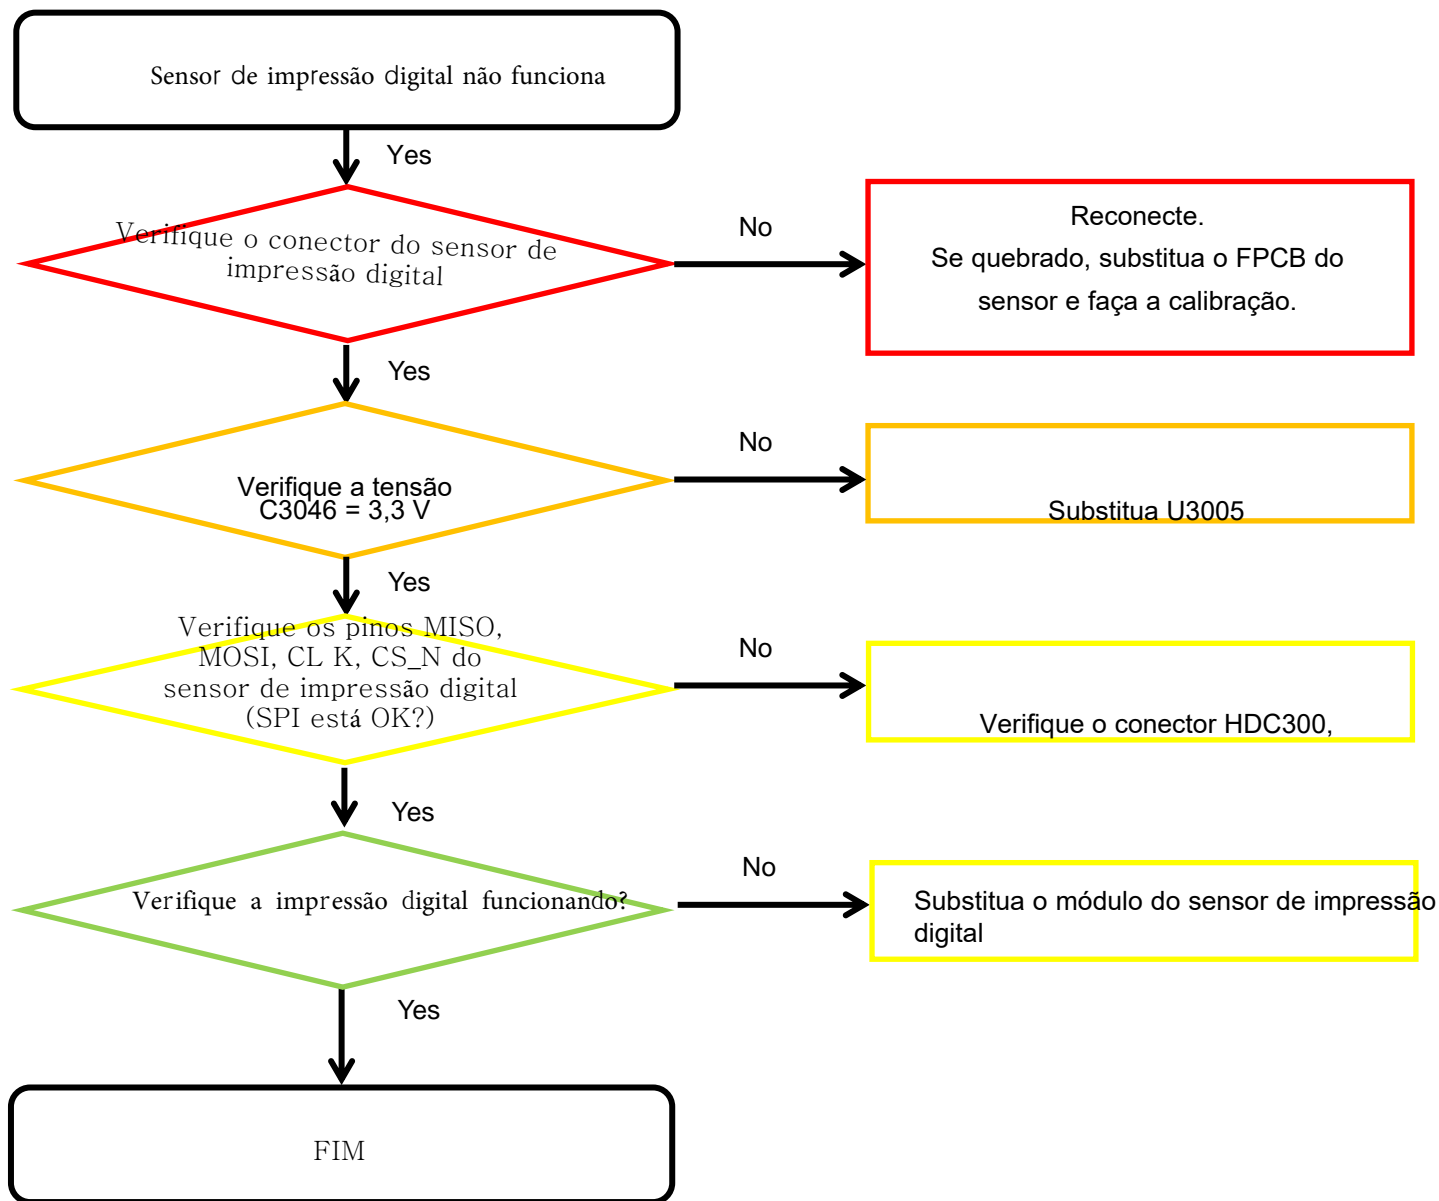 Sensor de impressão digital não funciona
Yes
Verifique o conector do sensor de
impressão digital
No
Reconecte.
Se quebrado, substitua o FPCB do
sensor e faça a calibração.
Yes
Verifique a tensão
C3046 = 3,3 V
No
Substitua U3005
Yes
Verifique os pinos MISO,
MOSI, CL K, CS_N do
sensor de impressão digital
(SPI está OK?)
No
Verifique o conector HDC300,
Yes
Verifique a impressão digital funcionando?
No
Substitua o módulo do sensor de impressão
digital
Yes
FIM